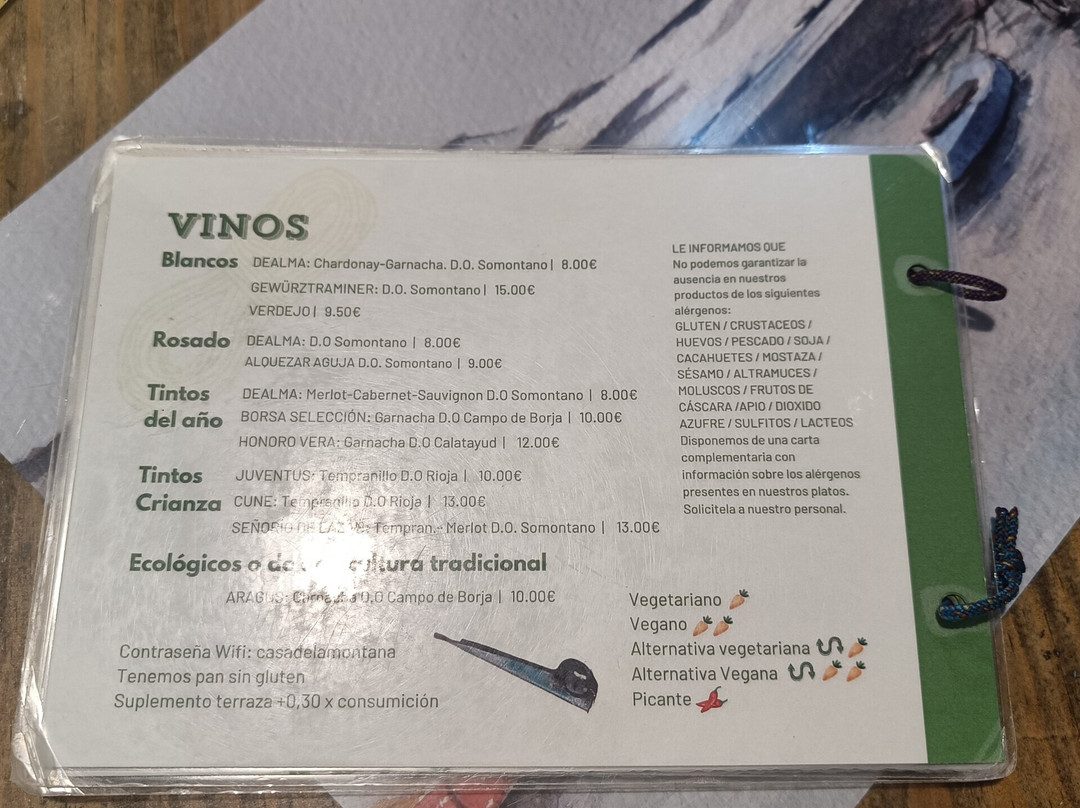 VINOS
Blancos DEALMA: Chardonay-Garnacha. D.O. Somontano | 8.00€
GEWÜRZTRAMINER: D.O. Somontano | 15.00€
VERDEJO | 9.50€
Rosado DEALMA: D.O Somontano | 8.00€
ALQUEZAR AGUJA D.O. Somontano | 9.00€
Tintos del año DEALMA: Merlot-Cabernet-Sauvignon D.O Somontano | 8.00€
BORSA SELECCIÓN: Garnacha D.O Campo de Borja | 10.00€
HONORO VERA: Garnacha D.O Calatayud | 12.00€
Tintos Crianza JUVENTUS: Tempranillo D.O Rioja | 10.00€
CUNE: Tempranillo D.O Rioja | 13.00€
SEÑORIO DE Tempran.- Merlot D.O. Somontano | 13.00€
Ecológicos o de tradicional
ARAGUS: Garnacha D.O Campo de Borja | 10.00€
Contraseña Wifi: casadelamontana
Tenemos pan sin gluten
Suplemento terraza +0,30 x consumición
LE INFORMAMOS QUE
No podemos garantizar la
ausencia en nuestros
productos de los siguientes
alérgenos:
GLUTEN / CRUSTACEOS /
HUEVOS / PESCADO / SOJA /
CACAHUETES / MOSTAZA /
SÉSAMO / ALTRAMUCES /
MOLUSCOS / FRUTOS DE
CÁSCARA /APIO / DIOXIDO
AZUFRE / SULFITOS / LACTEOS
Disponemos de una carta
complementaria con
información sobre los alérgenos
presentes en nuestros platos.
Solicitela a nuestro personal.
Vegetariano
Vegano
Alternativa vegetariana
Alternativa Vegana
Picante